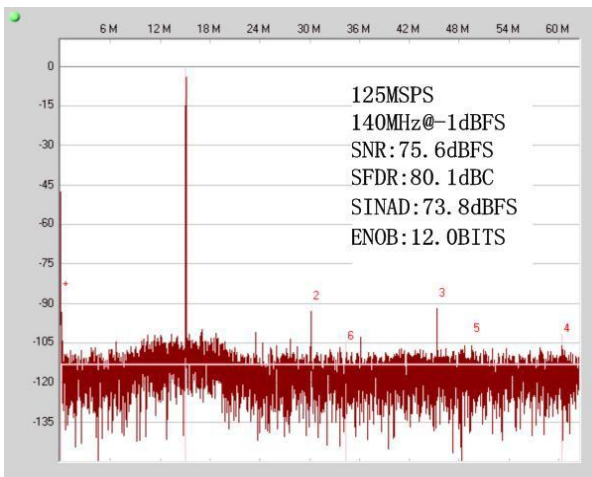 6 M 12 M 18 M 24 M 30 M 36 M 42 M 48 M 54 M 60 M
0
-15
-30
-45
-60
-75
-90
-105
-120
-135
125MSPS
140MHz@-1dBFS
SNR:75.6dBFS
SFDR:80.1dBC
SINAD:73.8dBFS
ENOB:12.0BITS
+
2
3
6
5
4